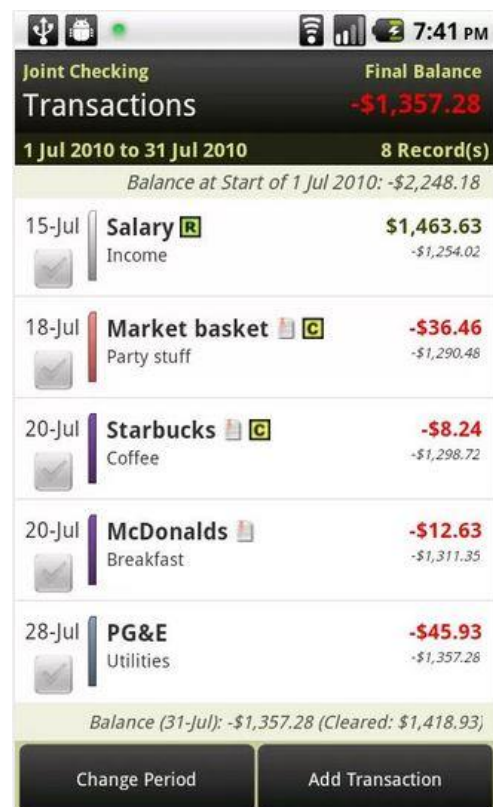 7:41 PM
Joint Checking Final Balance
Transactions -$1,357.28
1 Jul 2010 to 31 Jul 2010 8 Record(s)
Balance at Start of 1 Jul 2010: -$2,248.18
15-Jul Salary R $1,463.63
Income -$1,254.02
18-Jul Market basket C -$36.46
Party stuff -$1,290.48
20-Jul Starbucks C -$8.24
Coffee -$1,298.72
20-Jul McDonalds -$12.63
Breakfast -$1,311.35
28-Jul PG&E -$45.93
Utilities -$1,357.28
Balance (31-Jul): -$1,357.28 (Cleared: $1,418.93)
Change Period Add Transaction